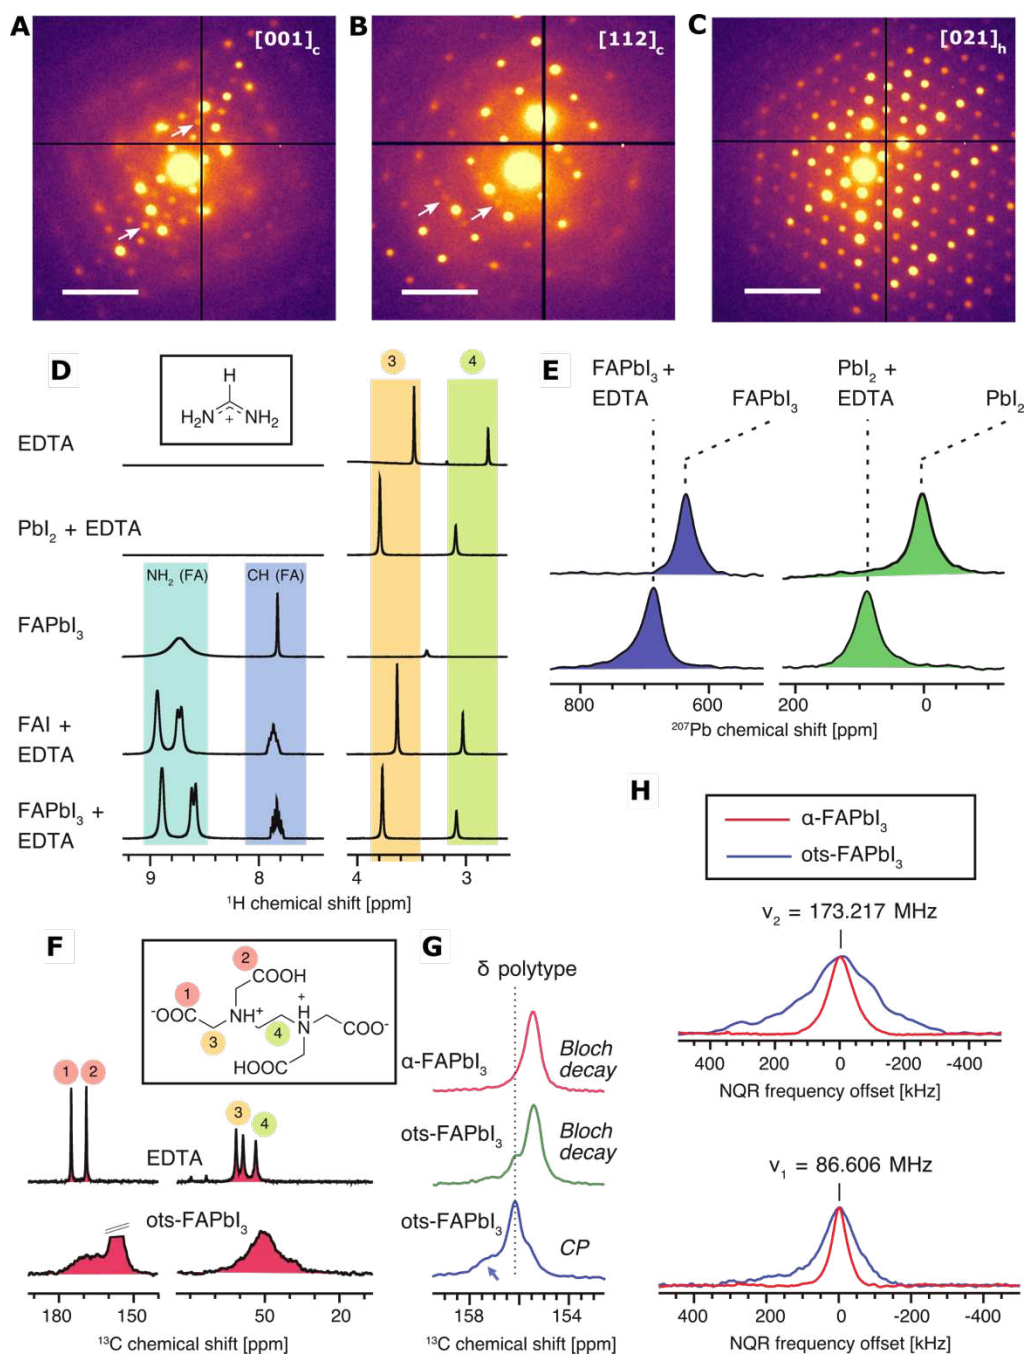 A
[001]c
B
[112]c
C
[021]h
D
H
H2N
+
NH2
3
4
EDTA
PbI2 + EDTA
NH2 (FA)
CH (FA)
FAPbI3
FAI +
EDTA
FAPbI3 +
EDTA
9
8
4
3
1H chemical shift [ppm]
E
FAPbI3 +
EDTA
FAPbI3
PbI2 +
EDTA
PbI2
800
600
200
0
207Pb chemical shift [ppm]
F
1
2
-OOC
COOH
NH+
3
4
+
HN
COO-
HOOC
1
2
3
4
EDTA
ots-FAPbI3
180
150
50
20
13C chemical shift [ppm]
G
δ polytype
α-FAPbI3
Bloch
decay
ots-FAPbI3
Bloch
decay
ots-FAPbI3
CP
158
154
13C chemical shift [ppm]
H
α-FAPbI3
ots-FAPbI3
ν2 = 173.217 MHz
400
200
0
-200
-400
NQR frequency offset [kHz]
ν1 = 86.606 MHz
400
200
0
-200
-400
NQR frequency offset [kHz]